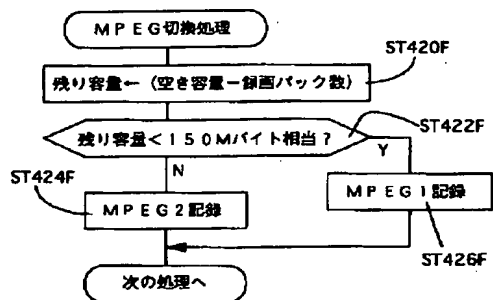 MPEG切換処理
ST420F
残り容量←(空き容量−録画パック数)
ST422F
残り容量<150Mバイト相当?
Y
N
ST424F
MPEG2記録
MPEG1記録
ST426F
次の処理へ